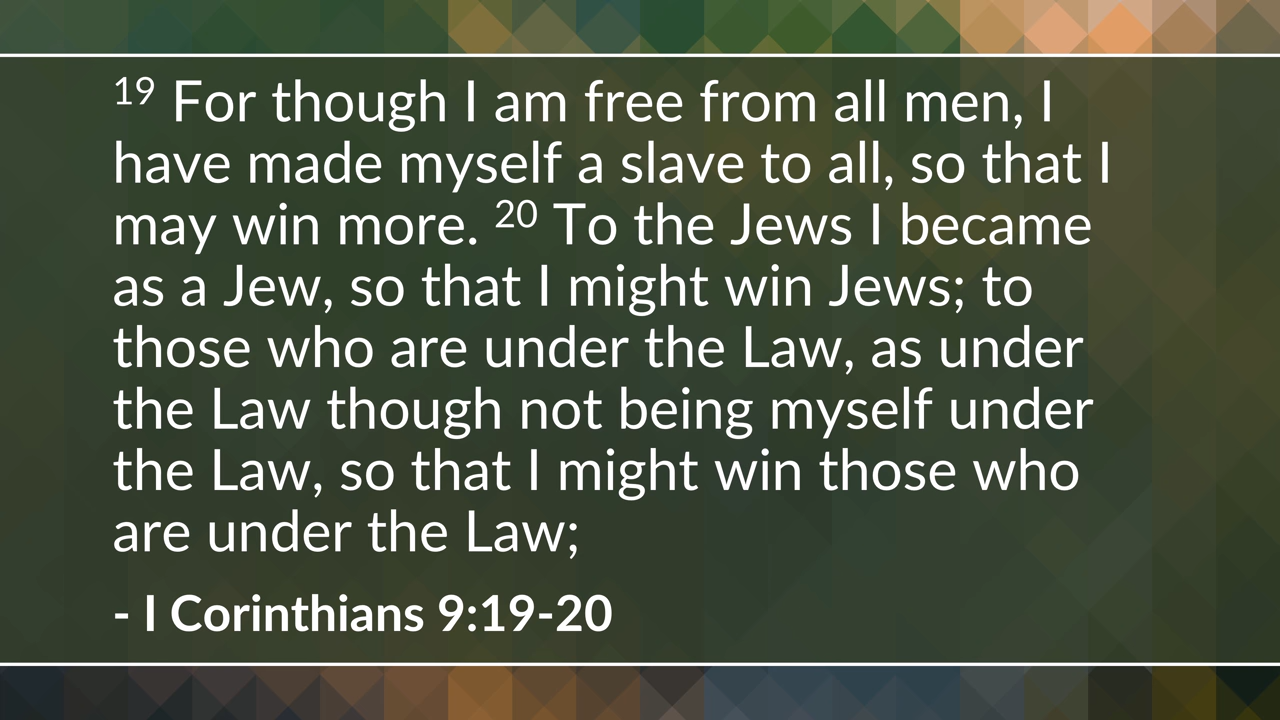 19 For though I am free from all men, I
have made myself a slave to all, so that I
may win more. 20 To the Jews I became
as a Jew, so that I might win Jews; to
those who are under the Law, as under
the Law though not being myself under
the Law, so that I might win those who
are under the Law;
- I Corinthians 9:19-20